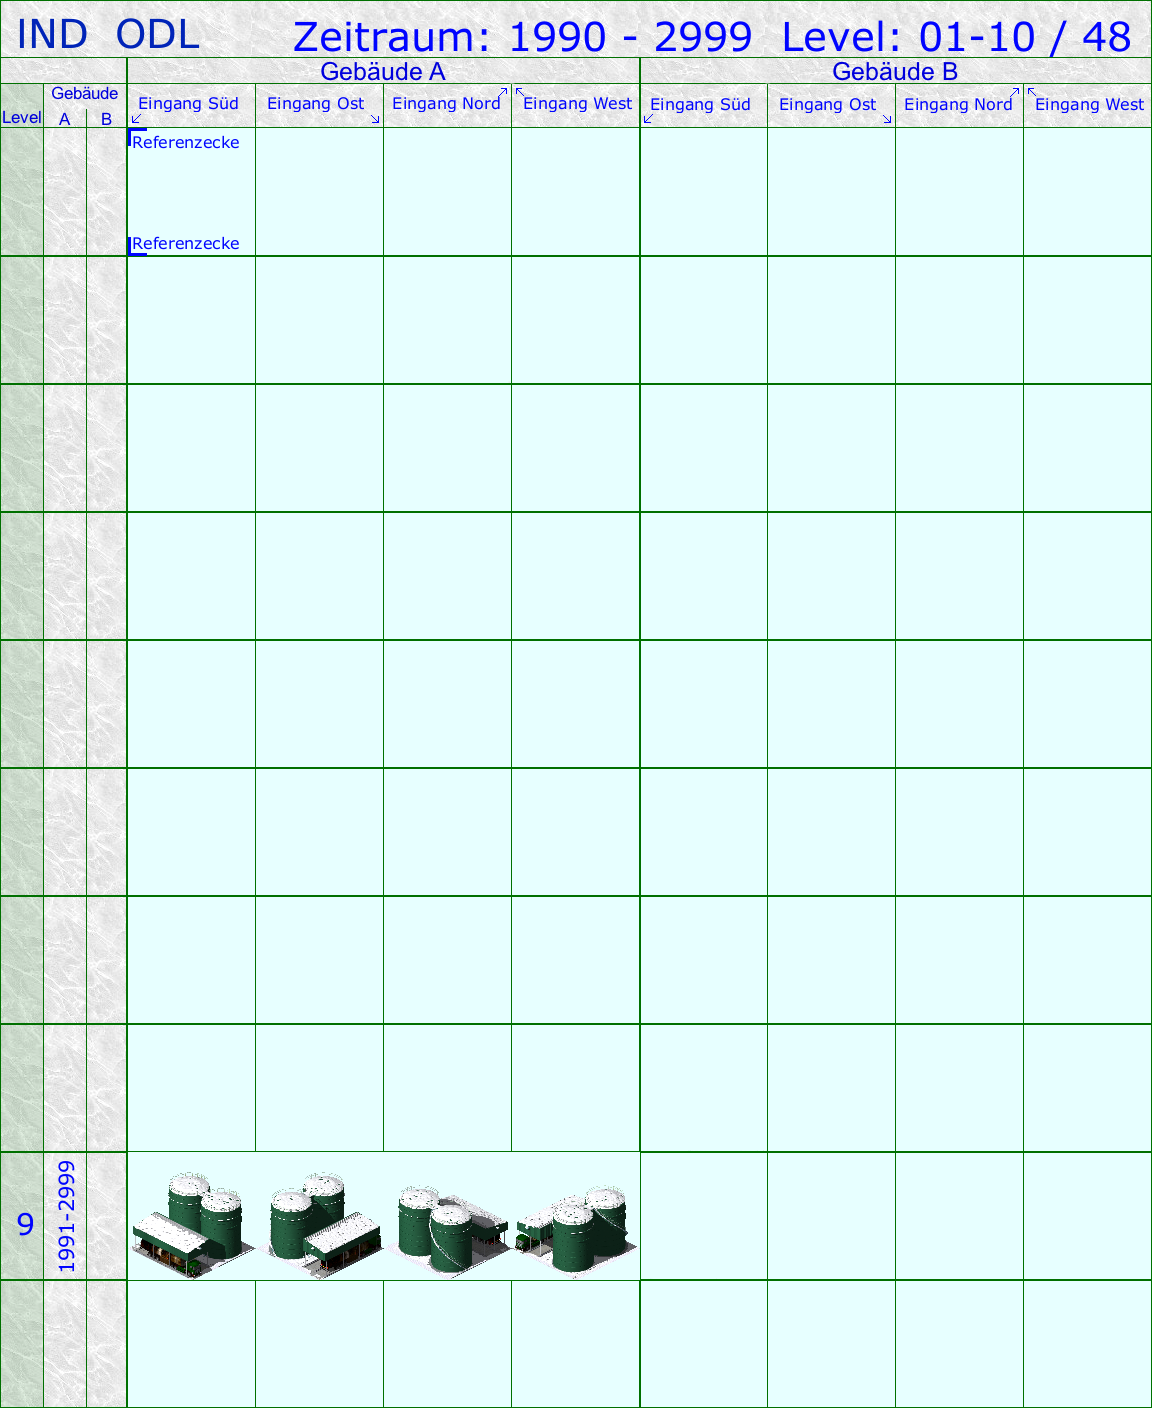 IND ODL Zeitraum: 1990 - 2999 Level: 01-10 / 48
Gebäude A Gebäude B
Level Gebäude A B Eingang Süd Eingang Ost Eingang Nord Eingang West Eingang Süd Eingang Ost Eingang Nord Eingang West
Referenzecke
Referenzecke
9 1991-2999